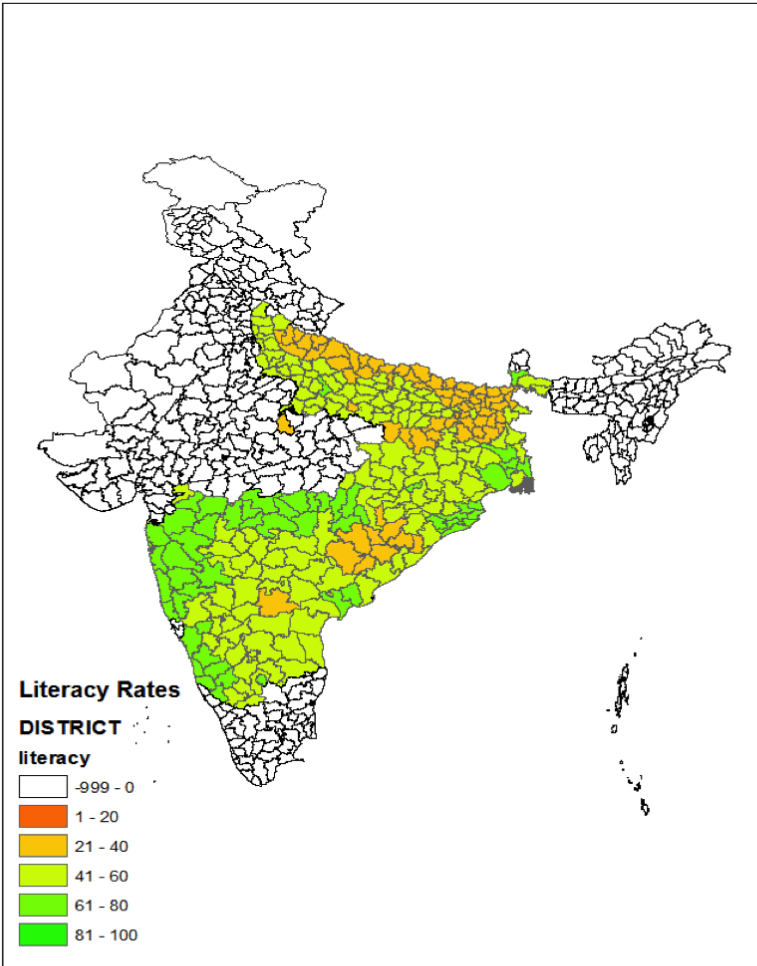 Literacy Rates
DISTRICT
literacy
-999 - 0
1 - 20
21 - 40
41 - 60
61 - 80
81 - 100